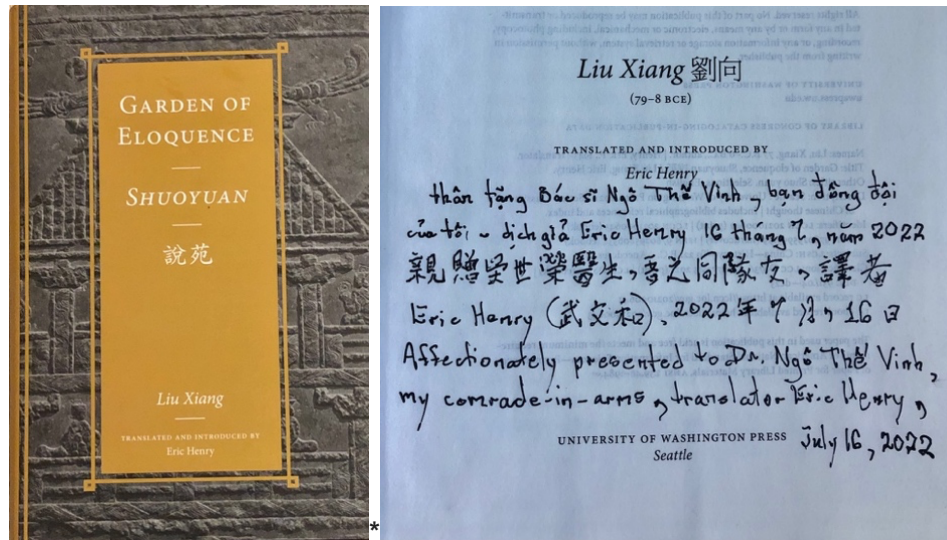 GARDEN OF
ELOQUENCE
SHUOYUAN
說苑
Liu Xiang
TRANSLATED AND INTRODUCED BY
Eric Henry
*
Liu Xiang 劉向
(79–8 BCE)
TRANSLATED AND INTRODUCED BY
Eric Henry
thân tặng Bác sĩ Ngô Thế Vinh, bạn đồng đội
của tôi – dịch giả Eric Henry 16 tháng 7, năm 2022
親贈吳世榮醫生, 同隊友, 譯者
Eric Henry (武文和), 2022年7月, 16日
Affectionately presented to Dr. Ngô Thế Vinh,
my comrade-in-arms, translator Eric Henry,
July 16, 2022
UNIVERSITY OF WASHINGTON PRESS
Seattle